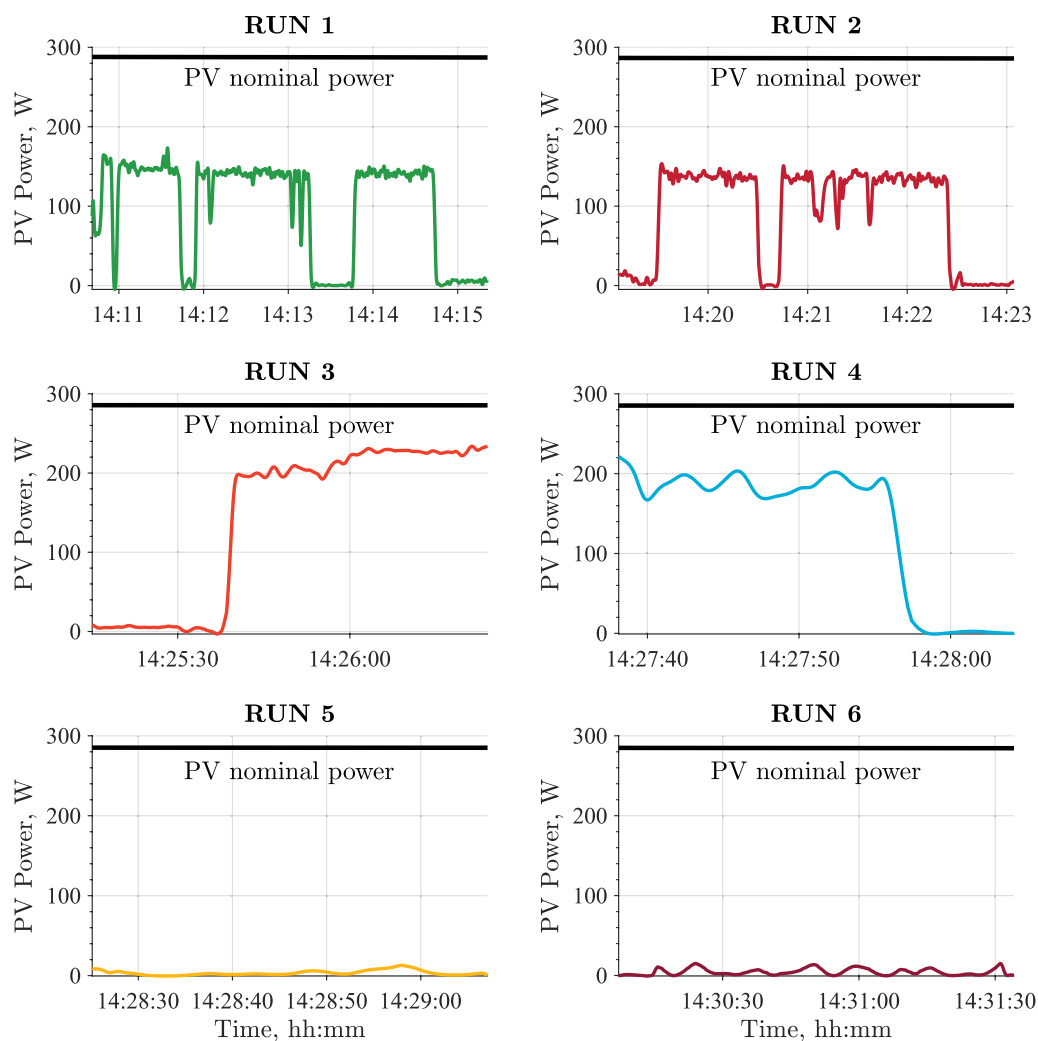 RUN 1
300
PV nominal power
200
100
0
PV Power, W
14:11 14:12 14:13 14:14 14:15
RUN 2
300
PV nominal power
200
100
0
PV Power, W
14:20 14:21 14:22 14:23
RUN 3
300
PV nominal power
200
100
0
PV Power, W
14:25:30 14:26:00
RUN 4
300
PV nominal power
200
100
0
PV Power, W
14:27:40 14:27:50 14:28:00
RUN 5
300
PV nominal power
200
100
0
PV Power, W
14:28:30 14:28:40 14:28:50 14:29:00
Time, hh:mm
RUN 6
300
PV nominal power
200
100
0
PV Power, W
14:30:30 14:31:00 14:31:30
Time, hh:mm